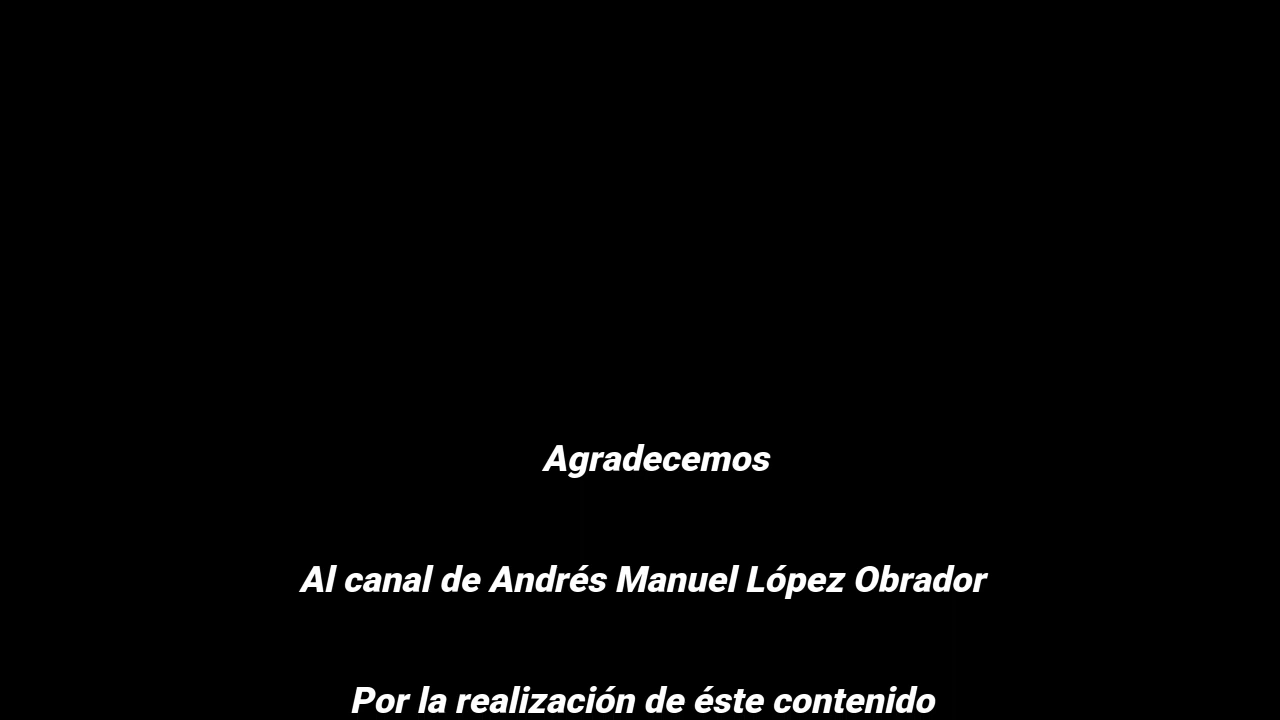 Agradecemos
Al canal de Andrés Manuel López Obrador
Por la realización de éste contenido